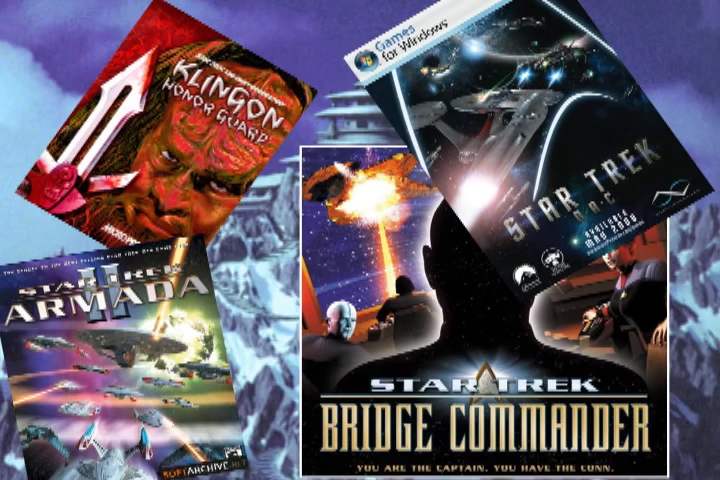 KLINGON
HONOR GUARD
Games
for Windows
STAR TREK
D·A·C
AVAILABLE
MAY 2009
STAR TREK
II
ARMADA
SOFTARCHIVE.NET
STAR TREK
BRIDGE COMMANDER
YOU ARE THE CAPTAIN. YOU HAVE THE CONN.